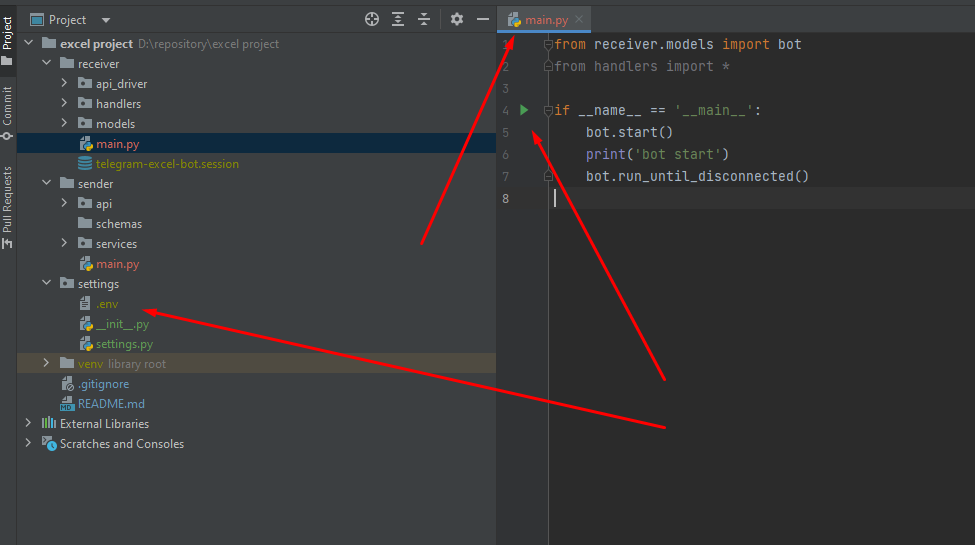 Project
Commit
Pull Requests
Project
excel project D:\repository\excel project
receiver
api_driver
handlers
models
main.py
telegram-excel-bot.session
sender
api
schemas
services
main.py
settings
.env
__init__.py
settings.py
venv library root
.gitignore
README.md
External Libraries
Scratches and Consoles
main.py
1 from receiver.models import bot
2 from handlers import *
3
4 if __name__ == '__main__':
5 bot.start()
6 print('bot start')
7 bot.run_until_disconnected()
8